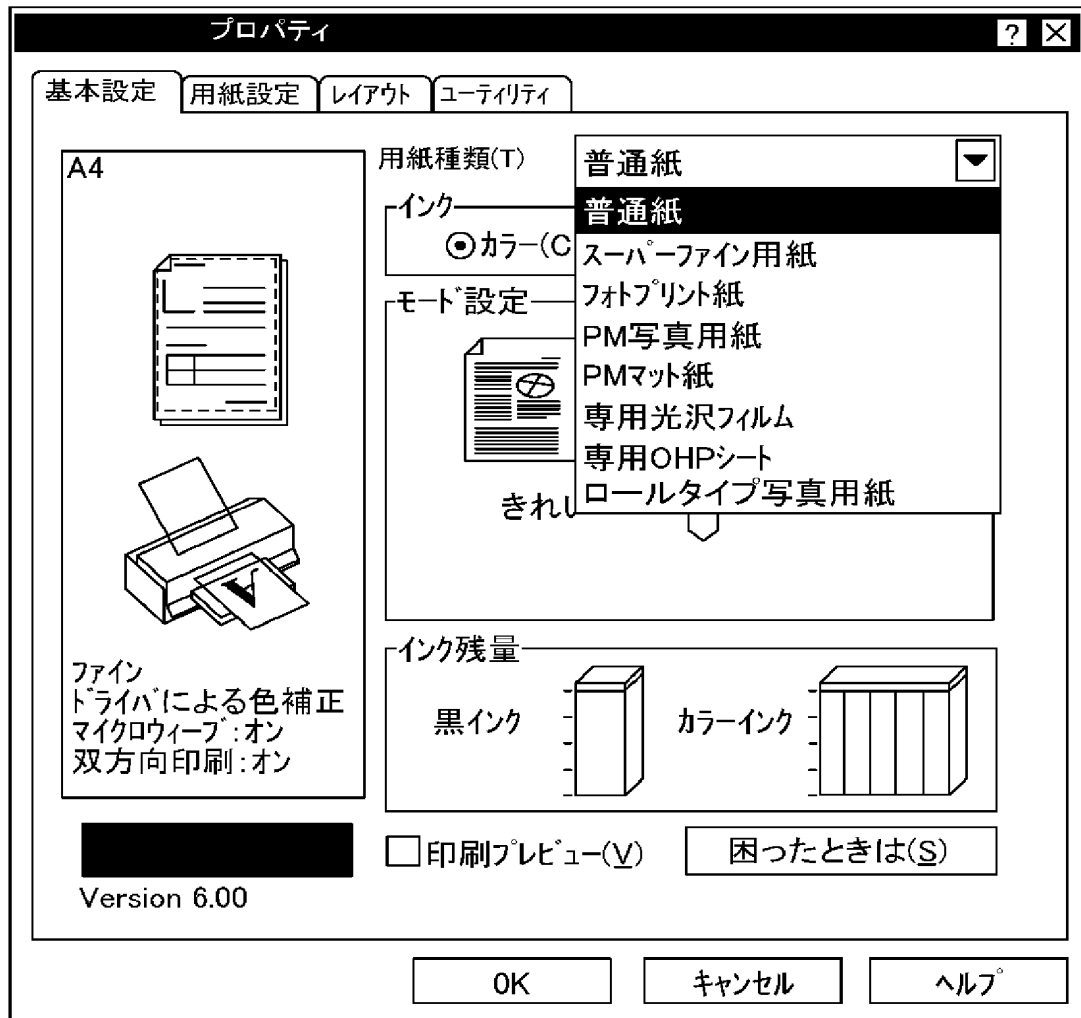 プロパティ
基本設定 用紙設定 レイアウト ユーティリティ
A4
用紙種類(T) 普通紙
普通紙
スーパーファイン用紙
フォトプリント紙
PM写真用紙
PMマット紙
専用光沢フィルム
専用OHPシート
ロールタイプ写真用紙
インク
カラー(C
モード設定
きれい
ファイン
ドライバによる色補正
マイクロウィーブ:オン
双方向印刷:オン
インク残量
黒インク カラーインク
印刷プレビュー(V) 困ったときは(S)
Version 6.00
OK キャンセル ヘルプ